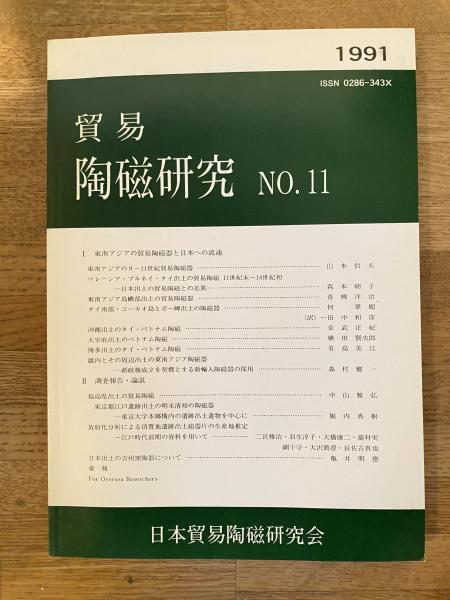 1991
ISSN 0286-343X
貿易
陶磁研究 NO.11
I 東南アジアの貿易陶磁器と日本への流通
東南アジアの9-11世紀貿易陶磁器 山本信夫
マレーシア・ブルネイ・タイ出土の貿易陶磁 11世紀末-14世紀初
―日本出土の貿易陶磁との差異― 森本朝子
東南アジア島嶼部出土の貿易陶磁器 青柳洋治
タイ南部・コーカオ島とポー岬出土の陶磁器 何翠媚
(訳) 田中和彦
沖縄出土のタイ・ベトナム陶磁 金武正紀
大宰府出土のベトナム陶磁 横田賢次郎
博多出土のタイ・ベトナム陶磁 有島美江
畿内とその周辺出土の東南アジア陶磁器
―新政権成立を契機とする新輸入陶磁器の採用 森村健一
II 調査報告・論説
福島県出土の貿易陶磁 中山雅弘
東京都江戸遺跡出土の幕末清初の陶磁器
―東京大学本郷構内の遺跡出土遺物を中心に 堀内秀樹
放射化分析による消費地遺跡出土磁器片の生産地推定
―江戸時代前期の資料を用いて 二宮修治・羽生淳子・大橋康二・藁科実
網干守・大沢眞澄・長佐古真也
日本出土の吉州窯陶器について 亀井明徳
彙報
For Oversea Reserchers
日本貿易陶磁研究会